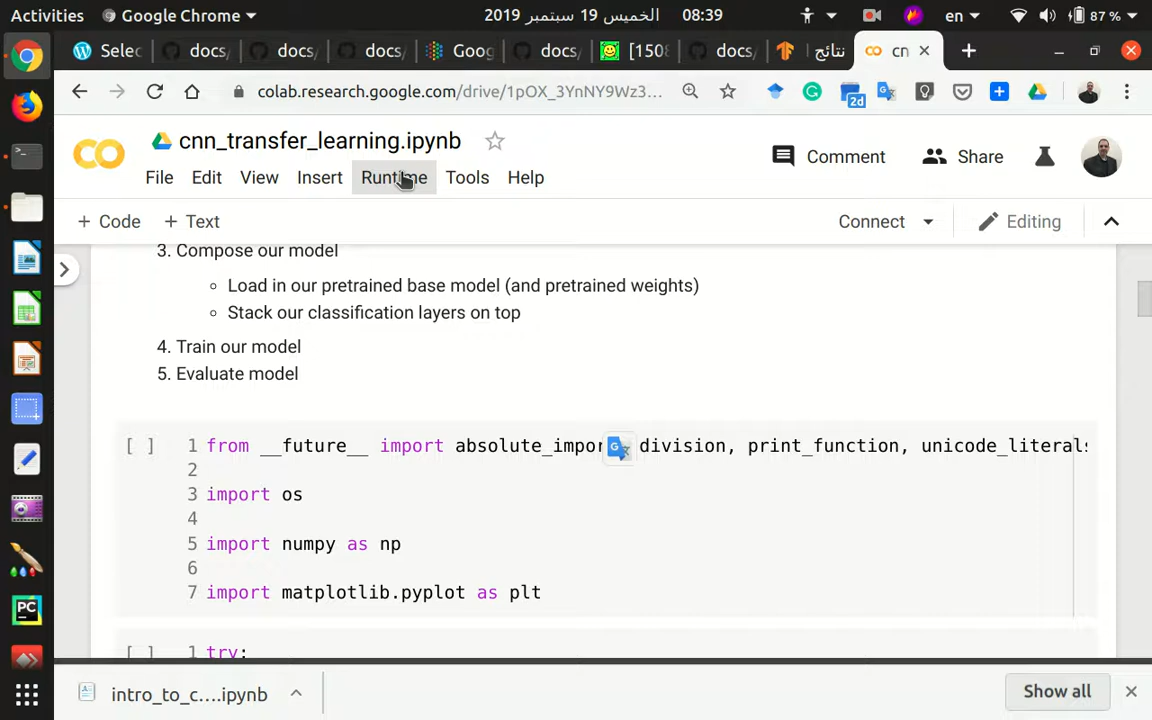 Activities Google Chrome الخميس 19 سبتمبر 2019 08:39 en 87 %
Selec docs/ docs/ docs/ Goog docs/ [1508 docs/ نتائج cn
colab.research.google.com/drive/1pOX_3YnNY9Wz3... 2d
cnn_transfer_learning.ipynb Comment Share
File Edit View Insert Runtime Tools Help
+ Code + Text Connect Editing
3. Compose our model
Load in our pretrained base model (and pretrained weights)
Stack our classification layers on top
4. Train our model
5. Evaluate model
[ ] 1 from __future__ import absolute_impor division, print_function, unicode_literals
2
3 import os
4
5 import numpy as np
6
7 import matplotlib.pyplot as plt
[ ] 1 try:
intro_to_c....ipynb Show all